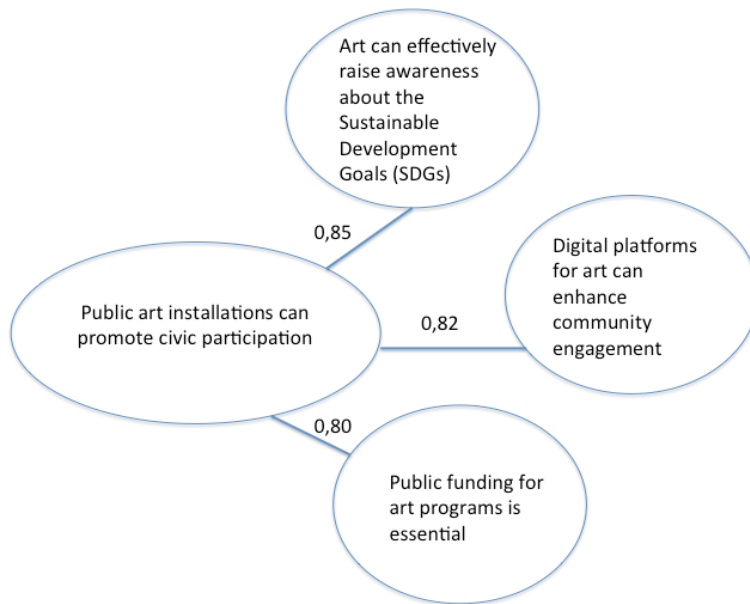 Art can effectively
raise awareness
about the
Sustainable
Development
Goals (SDGs)
0,85
Digital platforms
for art can
enhance
community
engagement
Public art installations can
promote civic participation
0,82
0,80
Public funding for
art programs is
essential